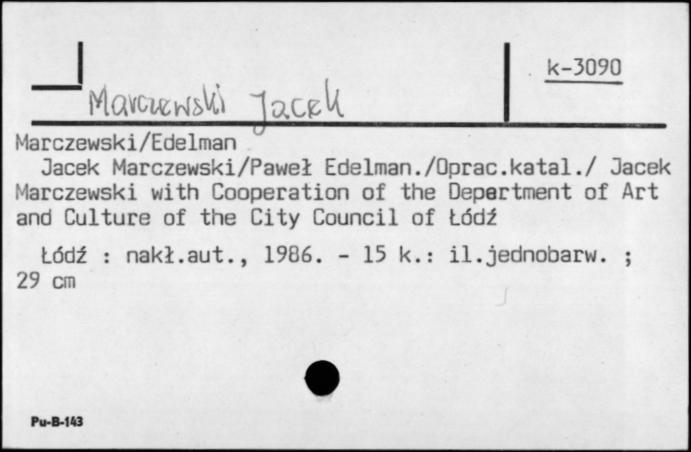 k-3090
Marczewski Jacek
Marczewski/Edelman
Jacek Marczewski/Paweł Edelman./Oprac.katal./ Jacek
Marczewski with Cooperation of the Department of Art
and Culture of the City Council of Łódź
Łódź : nakł.aut., 1986. - 15 k.: il.jednobarw. ;
29 cm
Pu-B-143